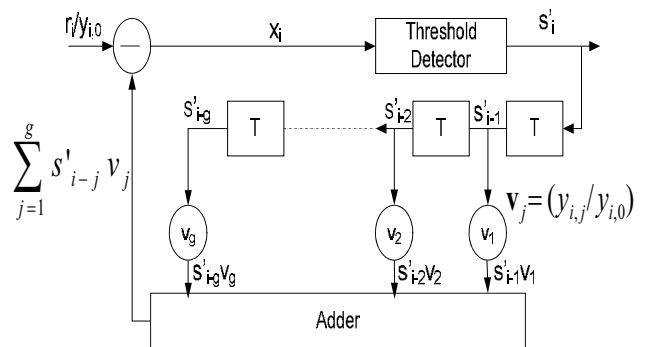 r_i/y_{i,0}
—
x_i
Threshold
Detector
s'_i
s'_{i-g}
T
s'_{i-2}
T
s'_{i-1}
T
\sum_{j=1}^{g} s'_{i-j} v_j
v_g
v_2
v_1
v_j=(y_{i,j}/y_{i,0})
s'_{i-g}v_g
s'_{i-2}v_2
s'_{i-1}v_1
Adder